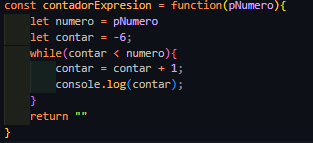 const contadorExpresion = function(pNumero){
    let numero = pNumero
    let contar = -6;
    while(contar < numero){
        contar = contar + 1;
        console.log(contar);
    }
    return ""
}